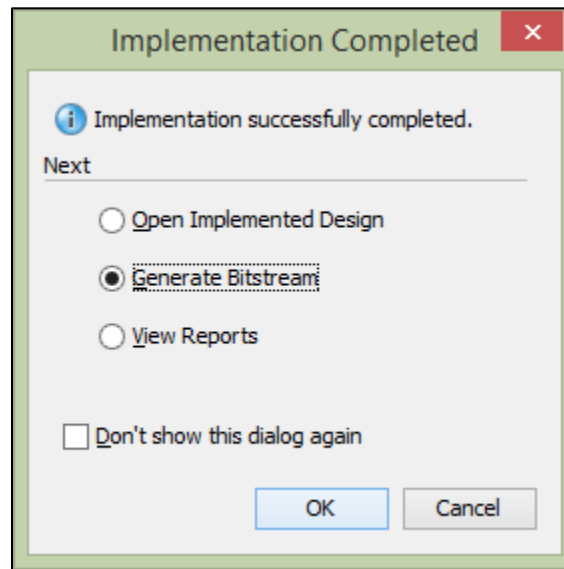 Implementation Completed
Implementation successfully completed.
Next
Open Implemented Design
Generate Bitstream
View Reports
Don't show this dialog again
OK Cancel